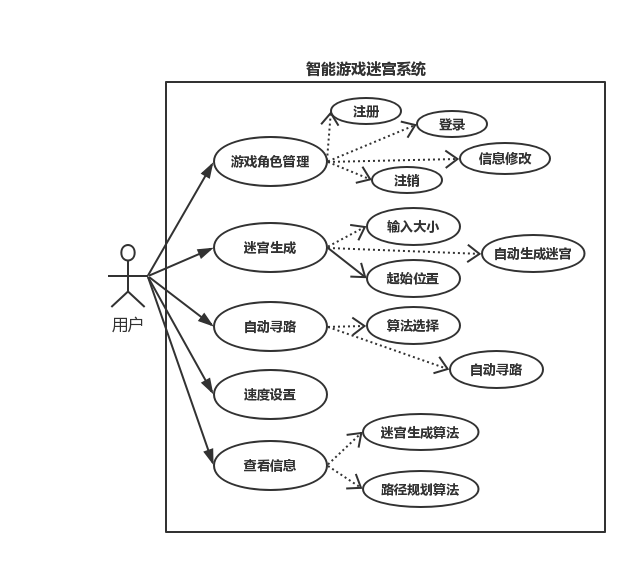 智能游戏迷宫系统
注册
登录
游戏角色管理
信息修改
注销
输入大小
迷宫生成
自动生成迷宫
起始位置
用户
自动寻路
算法选择
自动寻路
速度设置
迷宫生成算法
查看信息
路径规划算法